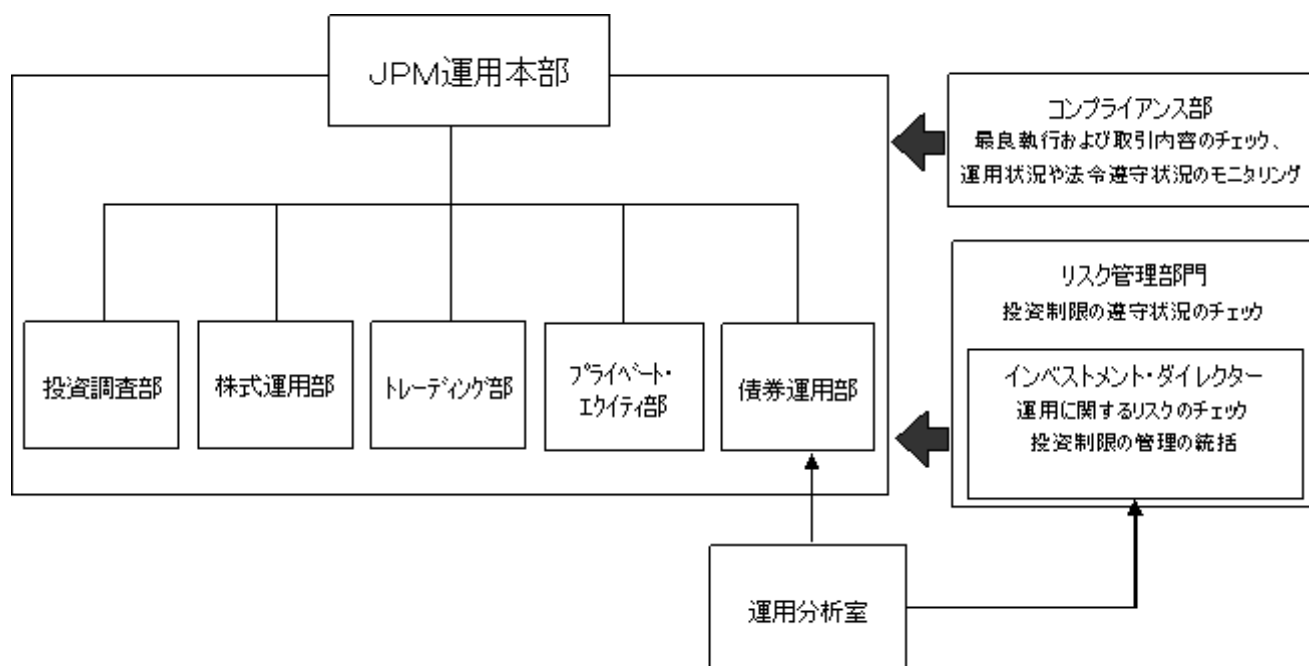 JPM運用本部
コンプライアンス部
最良執行および取引内容のチェック、
運用状況や法令遵守状況のモニタリング
リスク管理部門
投資制限の遵守状況のチェック
インベストメント・ダイレクター
運用に関するリスクのチェック
投資制限の管理の統括
投資調査部
株式運用部
トレーディング部
プライベート・
エクイティ部
債券運用部
運用分析室